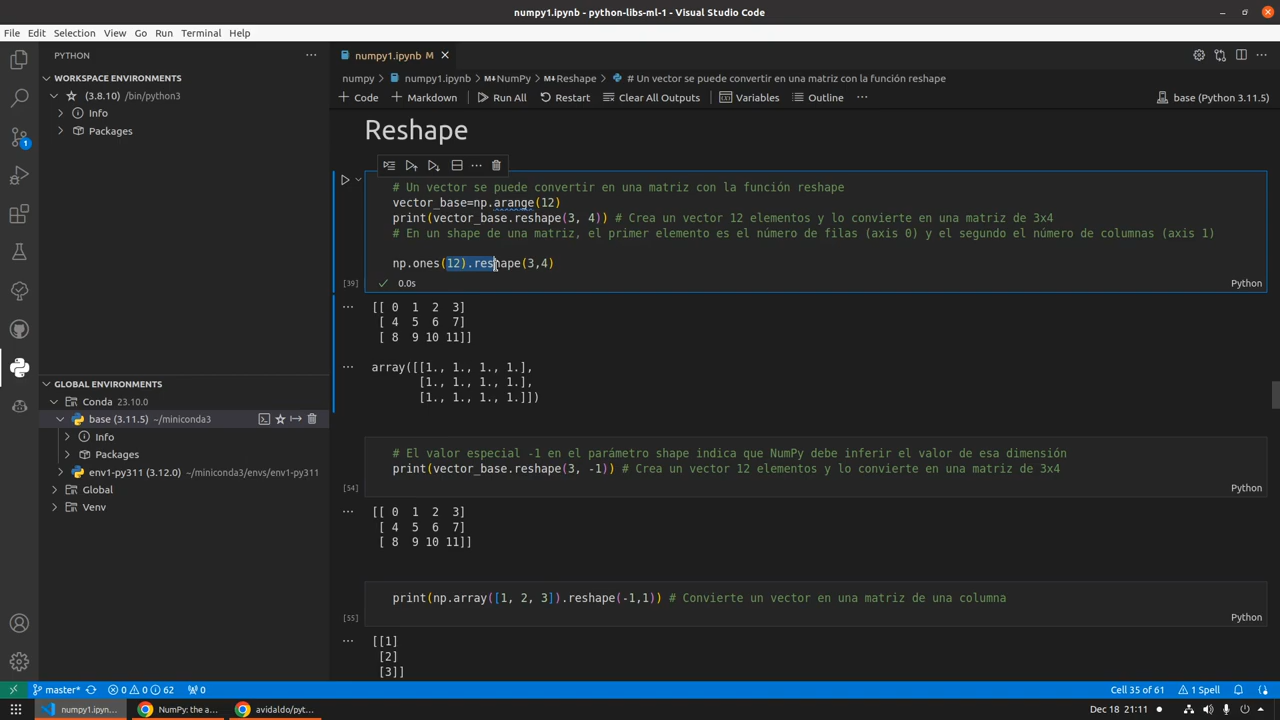 numpy1.ipynb - python-libs-ml-1 - Visual Studio Code
File Edit Selection View Go Run Terminal Help
PYTHON
WORKSPACE ENVIRONMENTS
(3.8.10) /bin/python3
Info
Packages
GLOBAL ENVIRONMENTS
Conda 23.10.0
base (3.11.5) ~/miniconda3
Info
Packages
env1-py311 (3.12.0) ~/miniconda3/envs/env1-py311
Global
Venv
numpy1.ipynb M
numpy > numpy1.ipynb > NumPy > Reshape > # Un vector se puede convertir en una matriz con la función reshape
+ Code + Markdown Run All Restart Clear All Outputs Variables Outline ... base (Python 3.11.5)
Reshape
# Un vector se puede convertir en una matriz con la función reshape
vector_base=np.arange(12)
print(vector_base.reshape(3, 4)) # Crea un vector 12 elementos y lo convierte en una matriz de 3x4
# En un shape de una matriz, el primer elemento es el número de filas (axis 0) y el segundo el número de columnas (axis 1)
np.ones(12).reshape(3,4)
[39] 0.0s Python
[[ 0 1 2 3]
[ 4 5 6 7]
[ 8 9 10 11]]
array([[1., 1., 1., 1.],
[1., 1., 1., 1.],
[1., 1., 1., 1.]])
# El valor especial -1 en el parámetro shape indica que NumPy debe inferir el valor de esa dimensión
print(vector_base.reshape(3, -1)) # Crea un vector 12 elementos y lo convierte en una matriz de 3x4
[54] Python
[[ 0 1 2 3]
[ 4 5 6 7]
[ 8 9 10 11]]
print(np.array([1, 2, 3]).reshape(-1,1)) # Convierte un vector en una matriz de una columna
[55] Python
[[1]
[2]
[3]]
1
master* 0 0 62 0 Cell 35 of 61 1 Spell
numpy1.ipyn... NumPy: the a... avidaldo/pyt... Dec 18 21:11